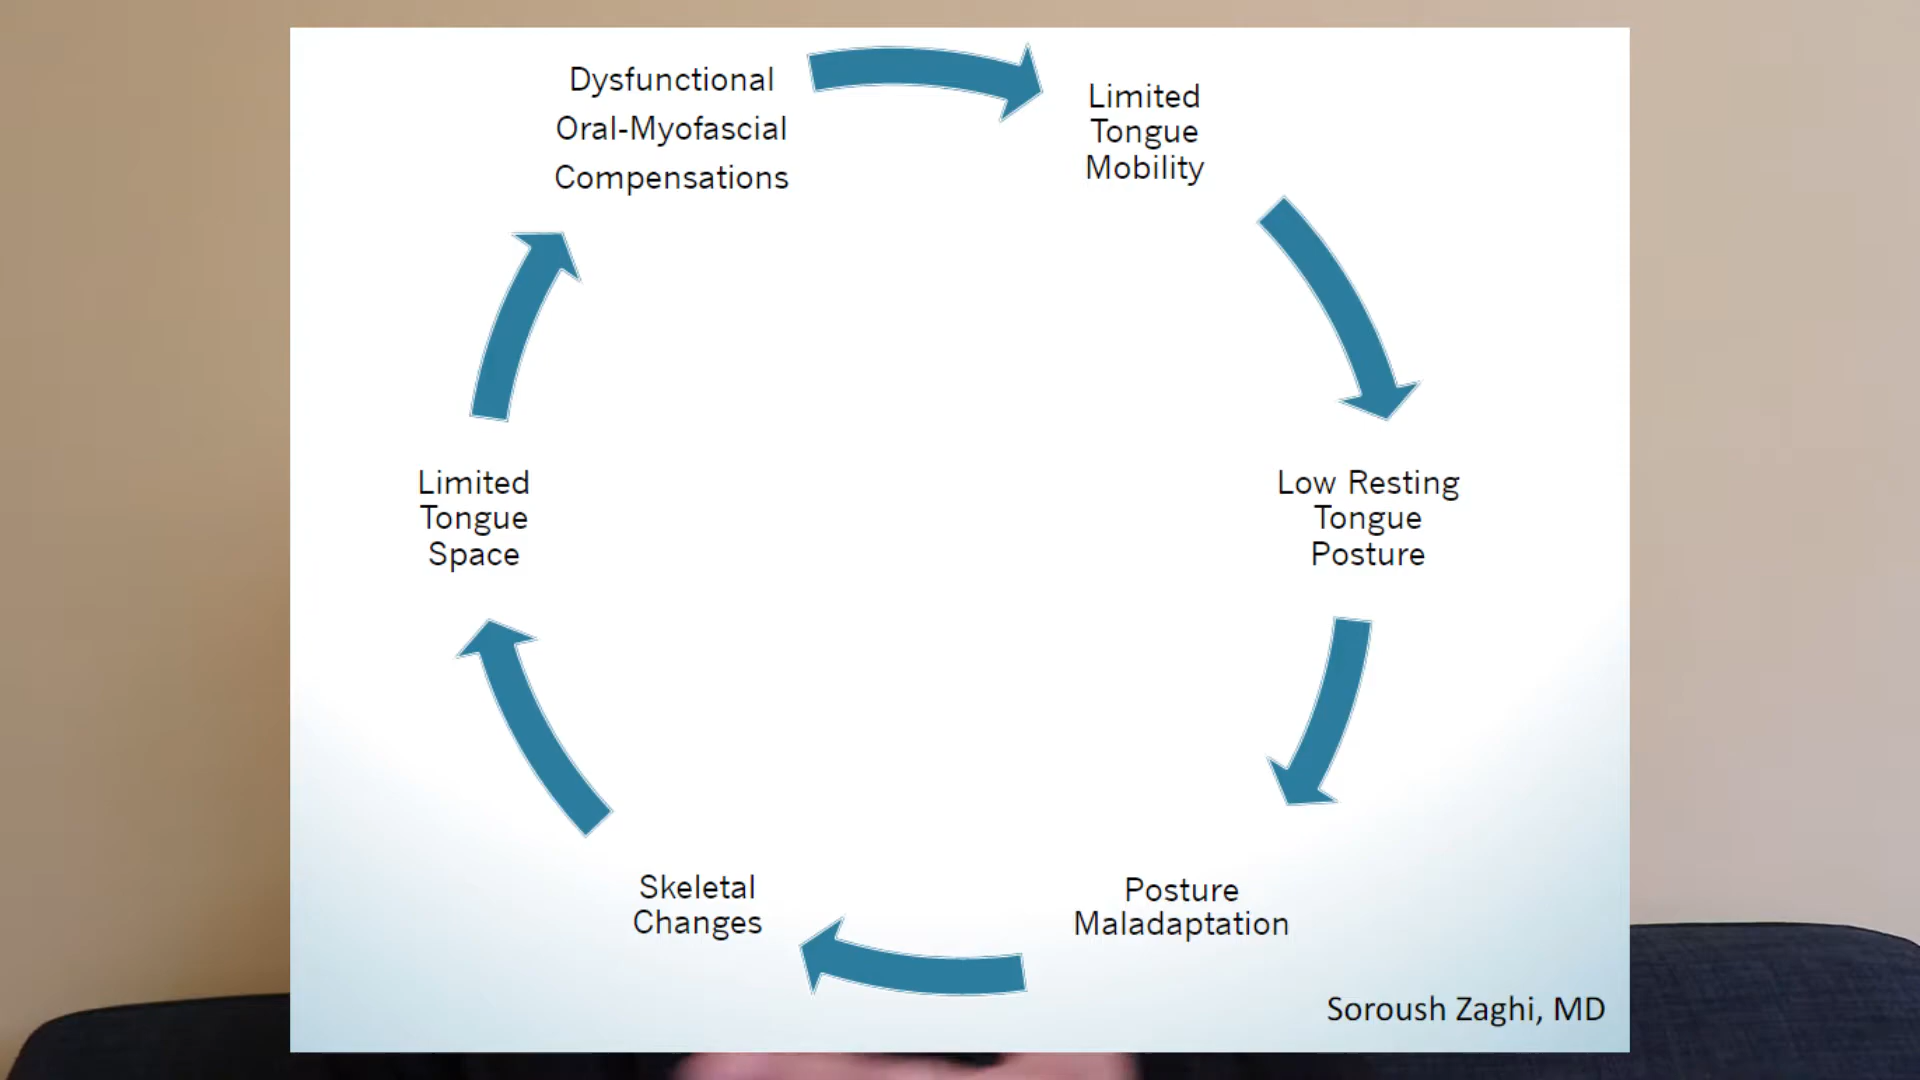 Dysfunctional
Oral-Myofascial
Compensations
Limited
Tongue
Mobility
Low Resting
Tongue
Posture
Posture
Maladaptation
Skeletal
Changes
Limited
Tongue
Space
Soroush Zaghi, MD